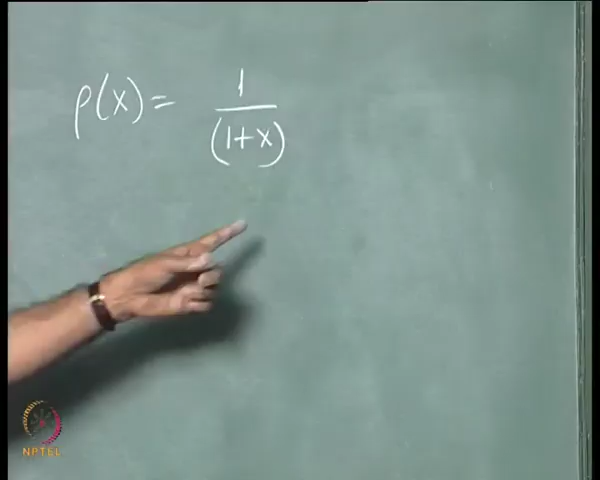 ρ(x) = 1/(1+x)
NPTEL